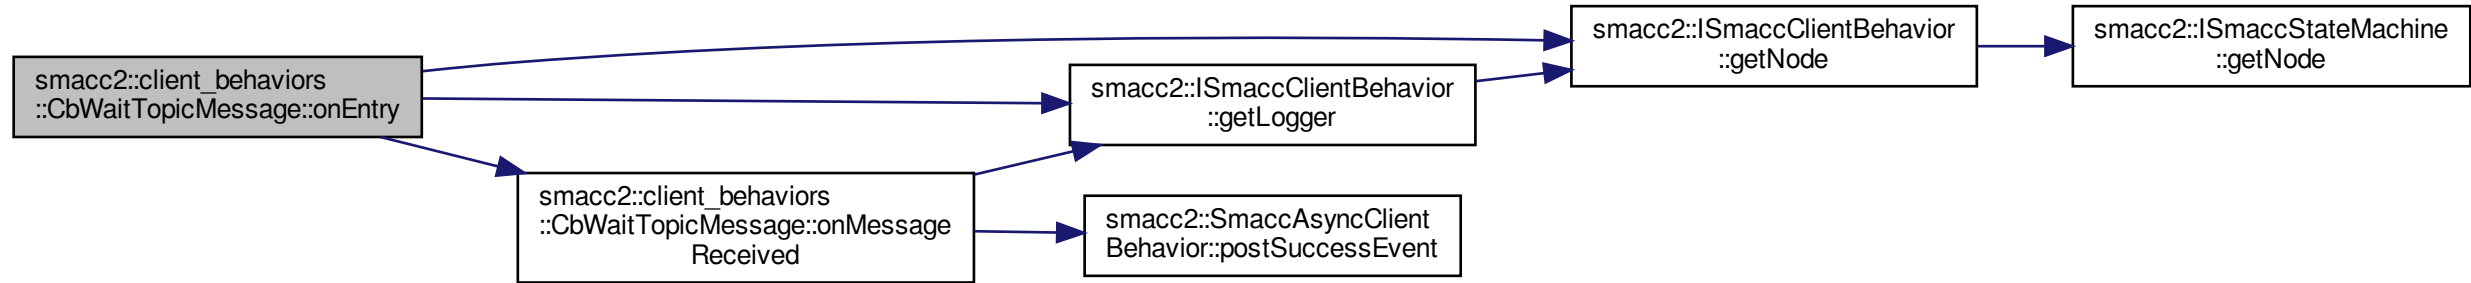 smacc2::client_behaviors
::CbWaitTopicMessage::onEntry
smacc2::client_behaviors
::CbWaitTopicMessage::onMessage
Received
smacc2::ISmaccClientBehavior
::getLogger
smacc2::SmaccAsyncClient
Behavior::postSuccessEvent
smacc2::ISmaccClientBehavior
::getNode
smacc2::ISmaccStateMachine
::getNode